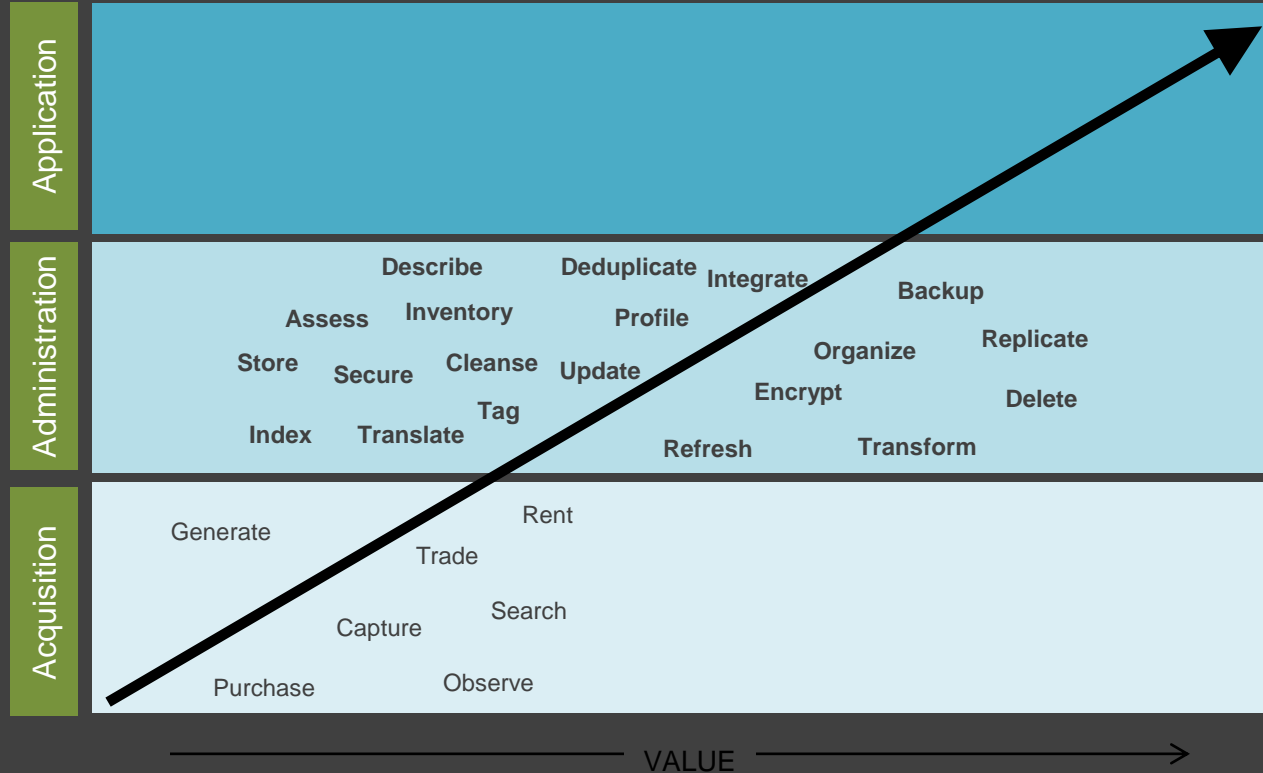 Application
Administration
Describe
Deduplicate
Integrate
Backup
Assess
Inventory
Profile
Replicate
Store
Secure
Cleanse
Update
Organize
Encrypt
Delete
Tag
Index
Translate
Refresh
Transform
Acquisition
Generate
Rent
Trade
Search
Capture
Purchase
Observe
VALUE